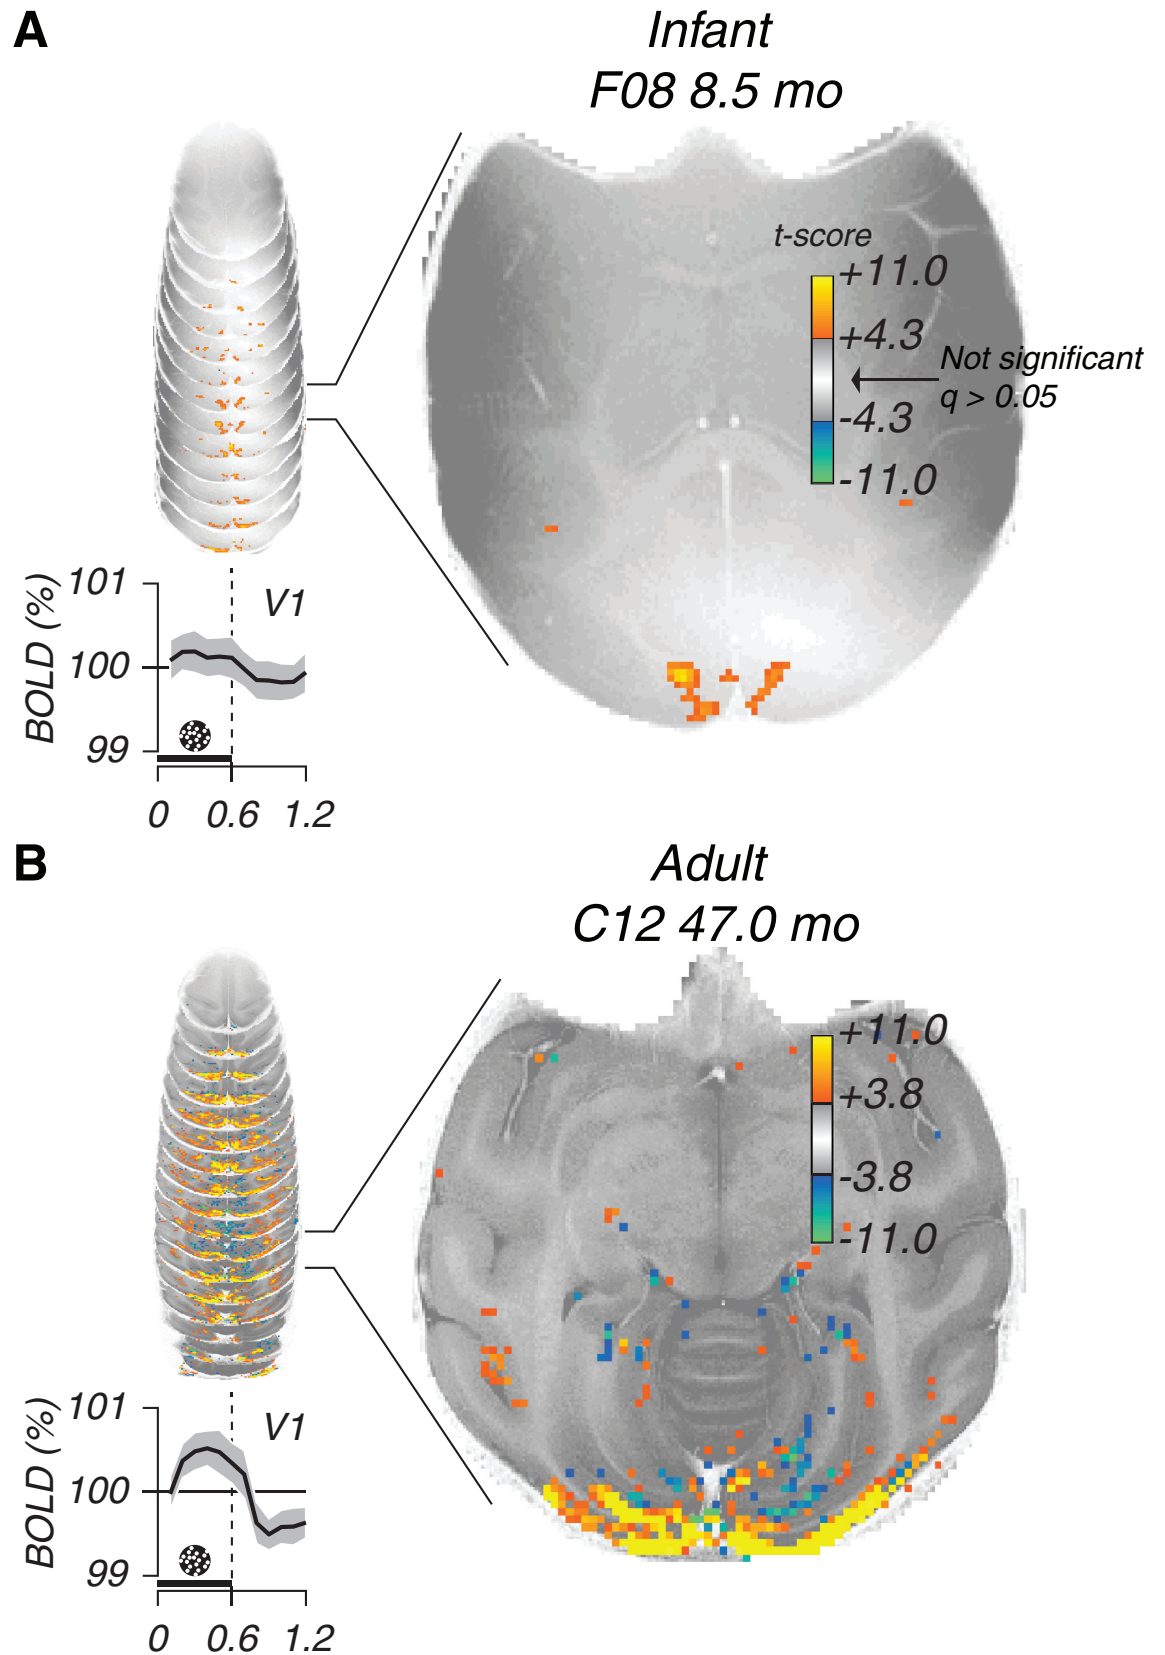 A
Infant
F08 8.5 mo
t-score
+11.0
+4.3
Not significant
q > 0.05
-4.3
-11.0
BOLD (%)
101
100
99
V1
0 0.6 1.2
B
Adult
C12 47.0 mo
+11.0
+3.8
-3.8
-11.0
BOLD (%)
101
100
99
V1
0 0.6 1.2